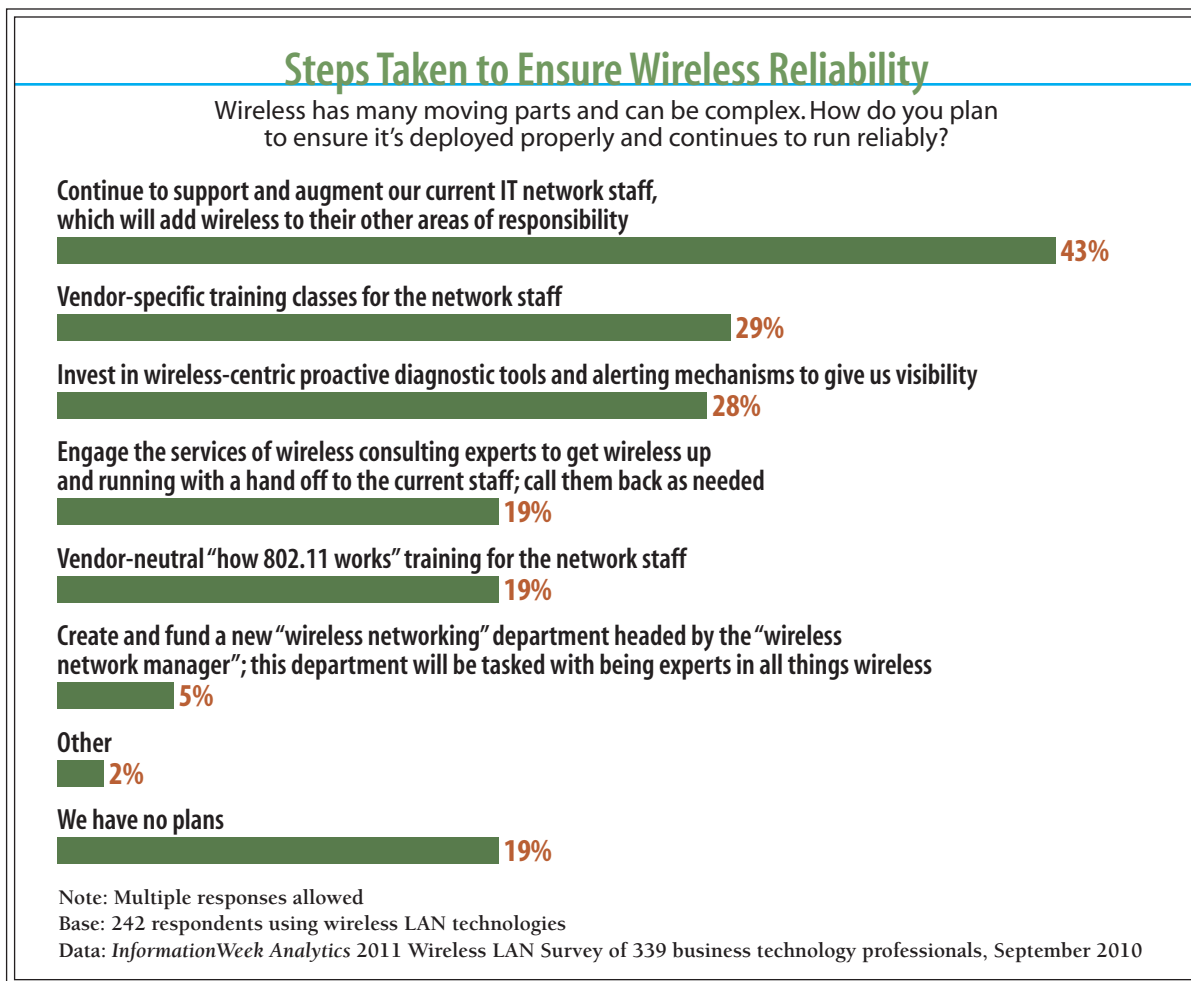 Steps Taken to Ensure Wireless Reliability
Wireless has many moving parts and can be complex. How do you plan
to ensure it's deployed properly and continues to run reliably?
Continue to support and augment our current IT network staff,
which will add wireless to their other areas of responsibility
43%
Vendor-specific training classes for the network staff
29%
Invest in wireless-centric proactive diagnostic tools and alerting mechanisms to give us visibility
28%
Engage the services of wireless consulting experts to get wireless up
and running with a hand off to the current staff; call them back as needed
19%
Vendor-neutral “how 802.11 works” training for the network staff
19%
Create and fund a new “wireless networking” department headed by the “wireless
network manager”; this department will be tasked with being experts in all things wireless
5%
Other
2%
We have no plans
19%
Note: Multiple responses allowed
Base: 242 respondents using wireless LAN technologies
Data: InformationWeek Analytics 2011 Wireless LAN Survey of 339 business technology professionals, September 2010